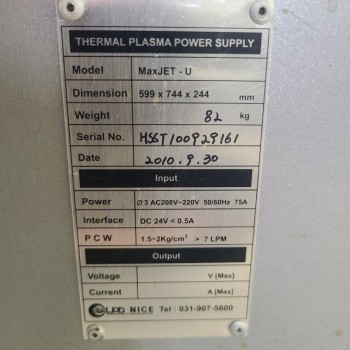 THERMAL PLASMA POWER SUPPLY
Model MaxJET - U
Dimension 599 x 744 x 244 mm
Weight 82 kg
Serial No. HSST100929161
Date 2010.9.30
Input
Power Ø 3 AC208V~220V 50/60Hz 75A
Interface DC 24V < 0.5A
P C W 1.5~2Kg/cm² > 7 LPM
Output
Voltage V [Max]
Current A [Max]
NICE Tel : 031-907-5600